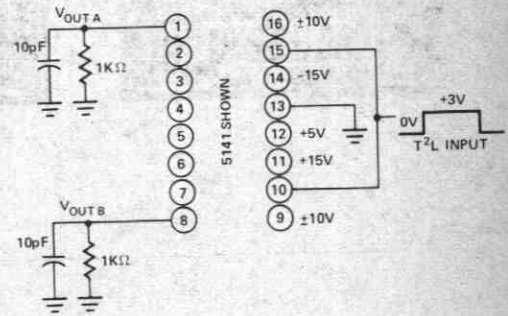 VOUT A
10pF
1KΩ
1
2
3
4
5
6
7
8
VOUT B
10pF
1KΩ
5141 SHOWN
16 ±10V
15
14 -15V
13
12 +5V
11 +15V
10
9 ±10V
+3V
0V
T²L INPUT